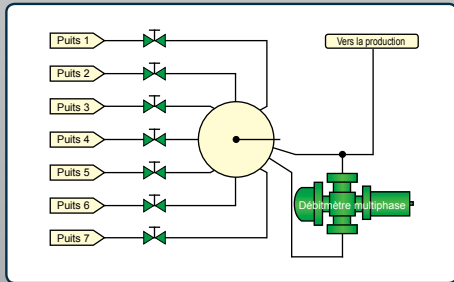 Puits 1
Vers la production
Puits 2
Puits 3
Puits 4
Puits 5
Puits 6
Débitmètre multiphase
Puits 7